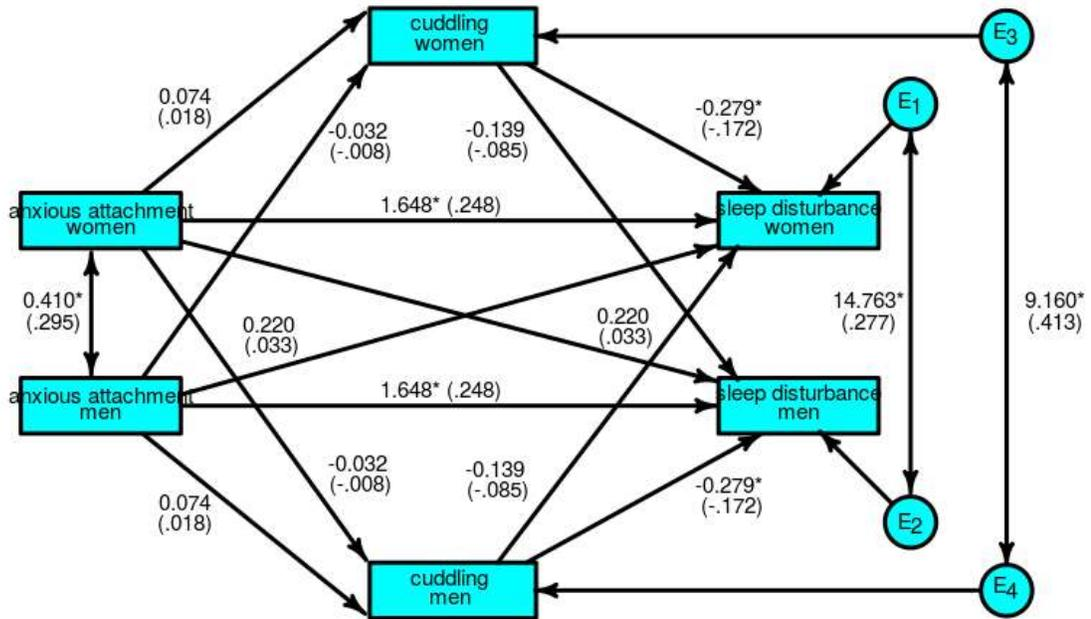 cuddling
women
E3
E1
0.074
(.018)
-0.032
(-.008)
-0.139
(-.085)
-0.279*
(-.172)
anxious attachment
women
1.648* (.248)
sleep disturbance
women
0.410*
(.295)
0.220
(.033)
0.220
(.033)
14.763*
(.277)
9.160*
(.413)
anxious attachment
men
1.648* (.248)
sleep disturbance
men
0.074
(.018)
-0.032
(-.008)
-0.139
(-.085)
-0.279*
(-.172)
E2
cuddling
men
E4